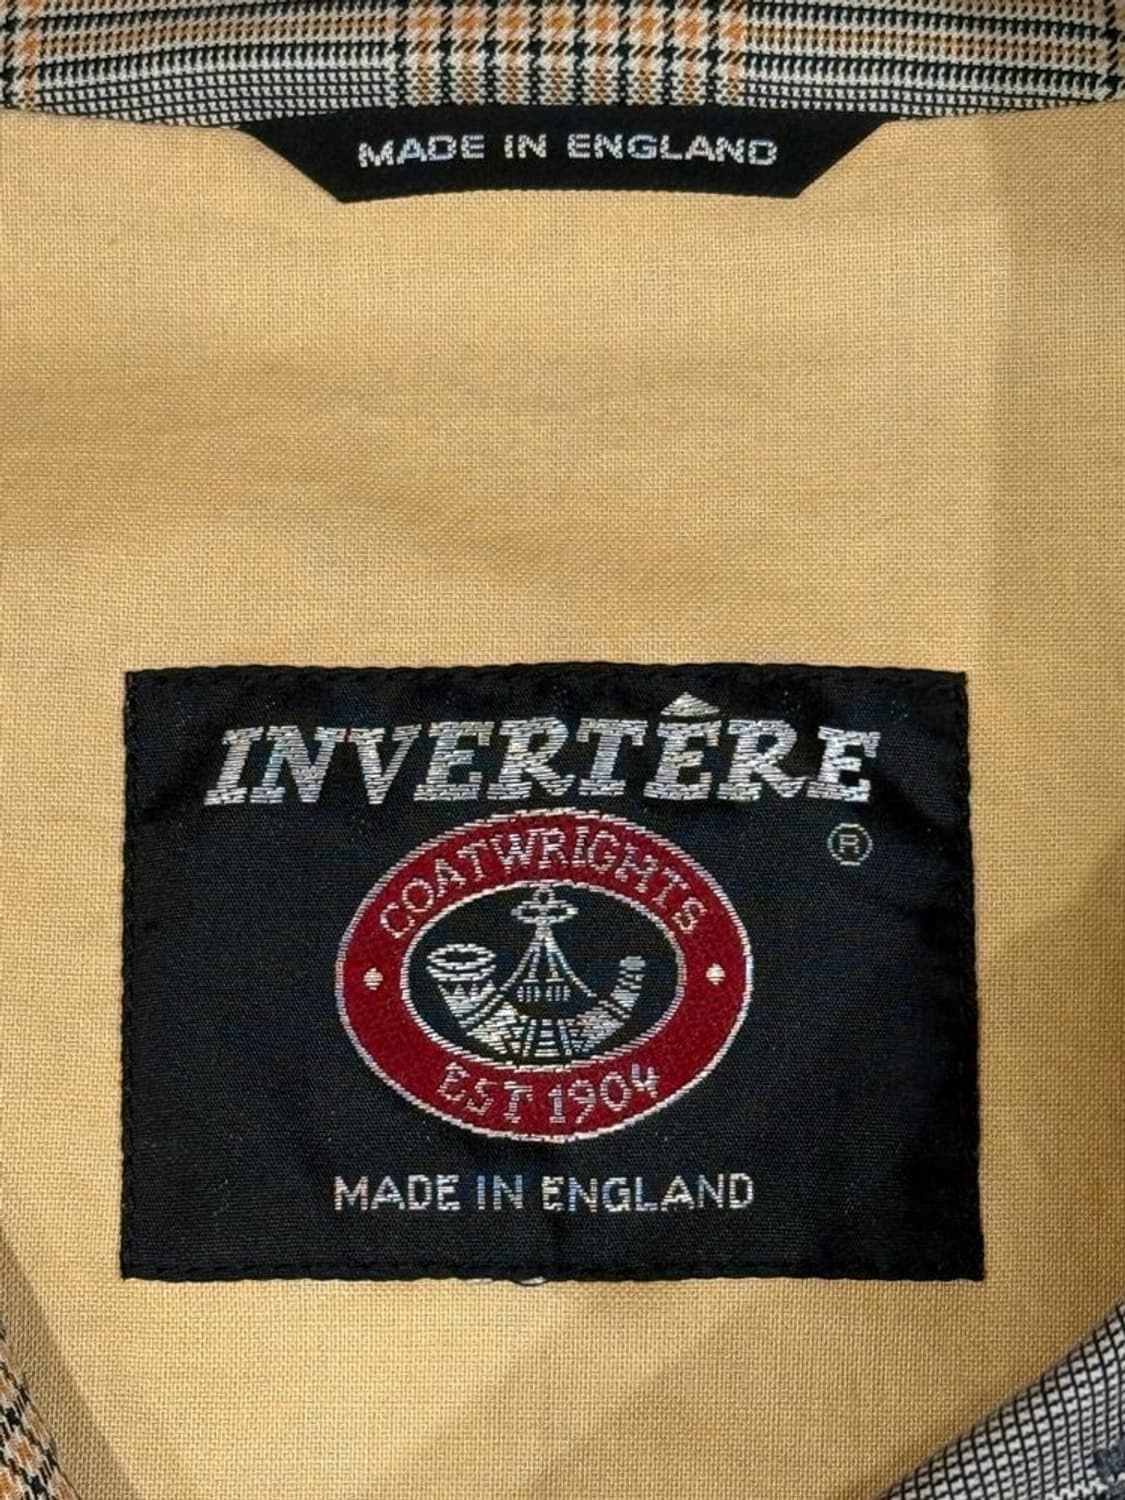 MADE IN ENGLAND
INVERTÊRE
®
COATWRIGHTS
EST 1904
MADE IN ENGLAND